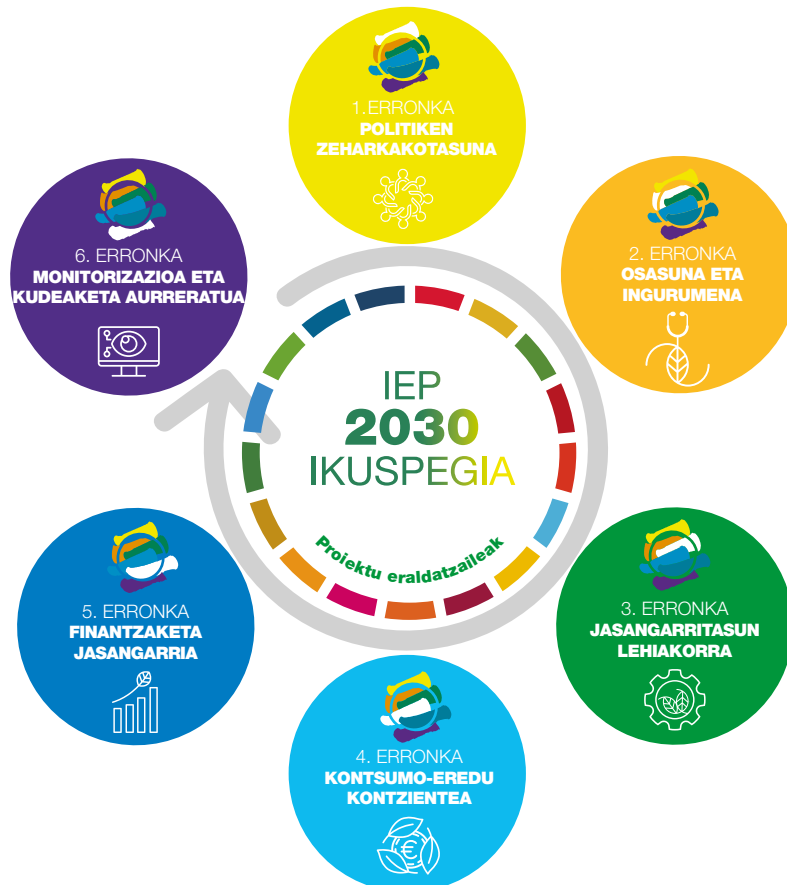 1. ERRONKA
POLITIKEN
ZEHARKAKOTASUNA
2. ERRONKA
OSASUNA ETA
INGURUMENA
3. ERRONKA
JASANGARRITASUN
LEHIAKORRA
4. ERRONKA
KONTSUMO-EREDU
KONTZIENTEA
5. ERRONKA
FINANTZAKETA
JASANGARRIA
6. ERRONKA
MONITORIZAZIOA ETA
KUDEAKETA AURRERATUA
IEP
2030
IKUSPEGIA
Proiektu eraldatzaileak
€